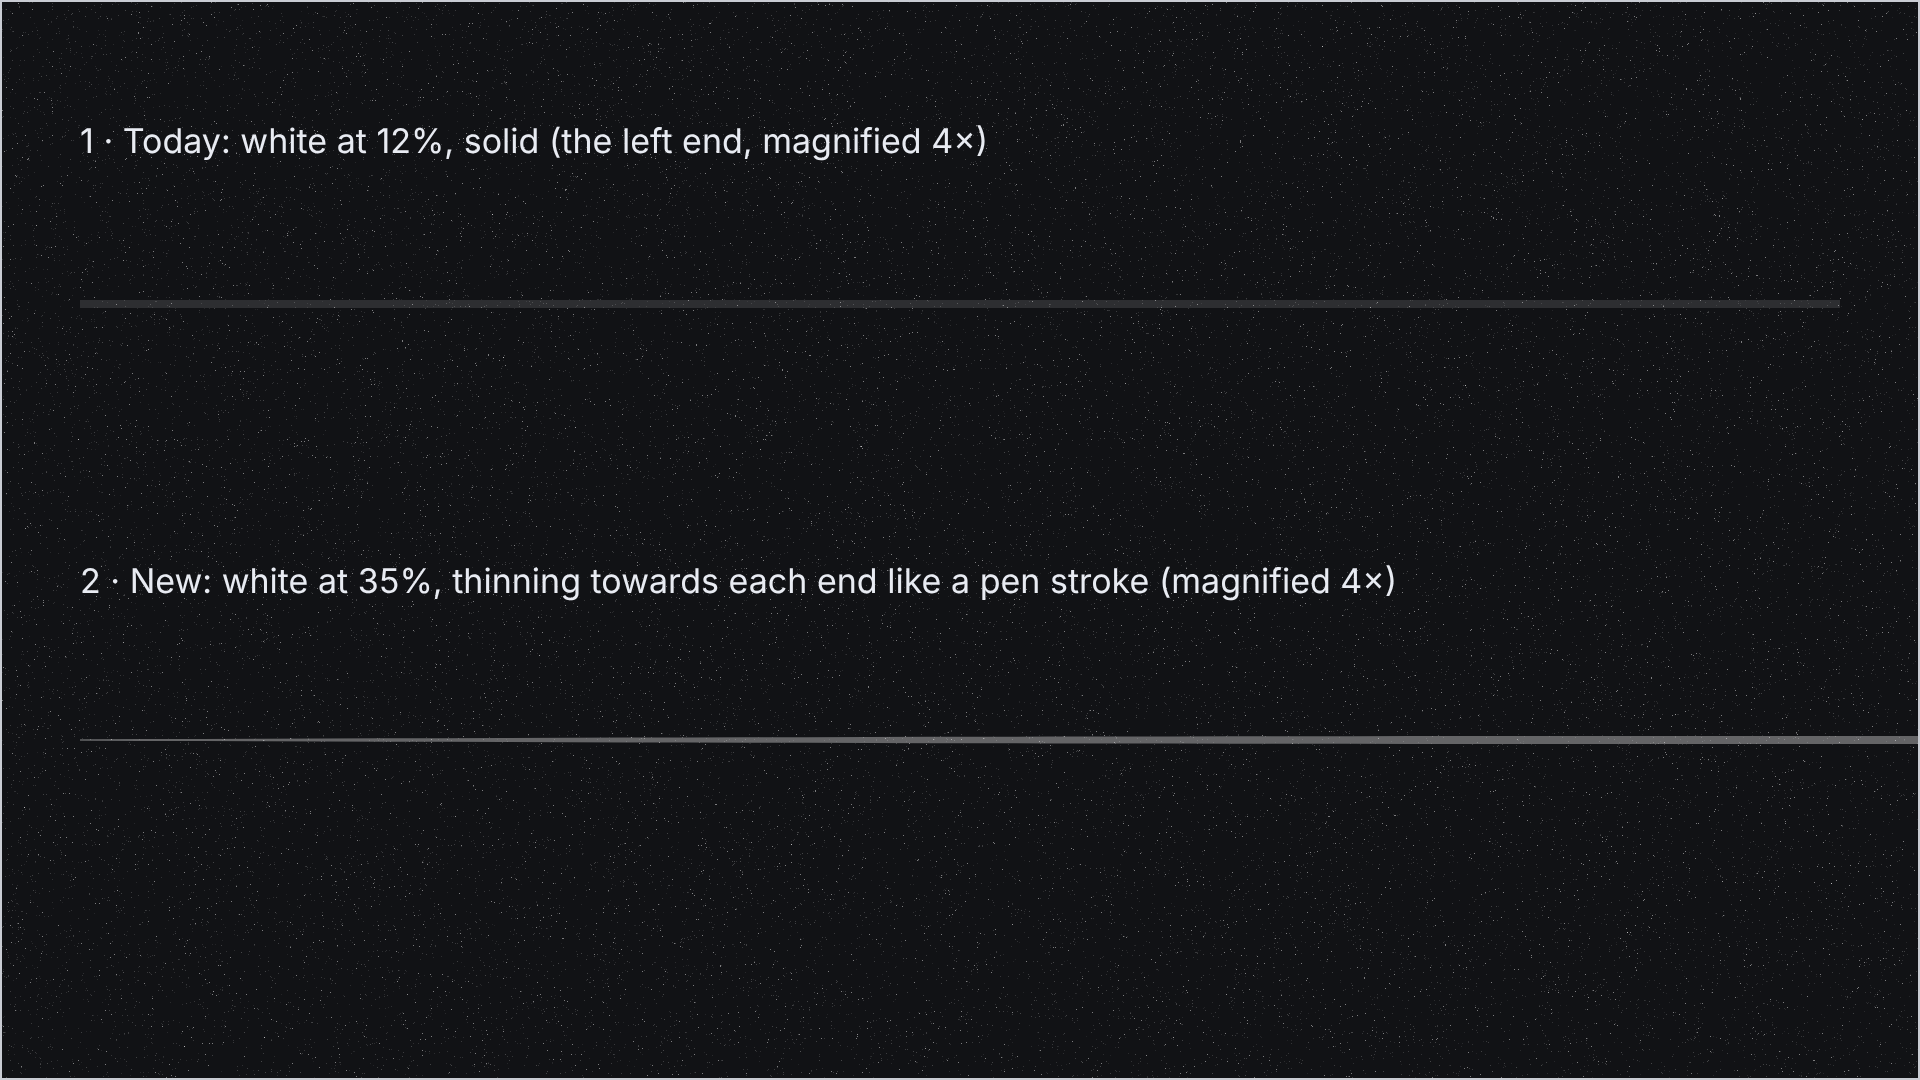 1 · Today: white at 12%, solid (the left end, magnified 4×)
2 · New: white at 35%, thinning towards each end like a pen stroke (magnified 4×)